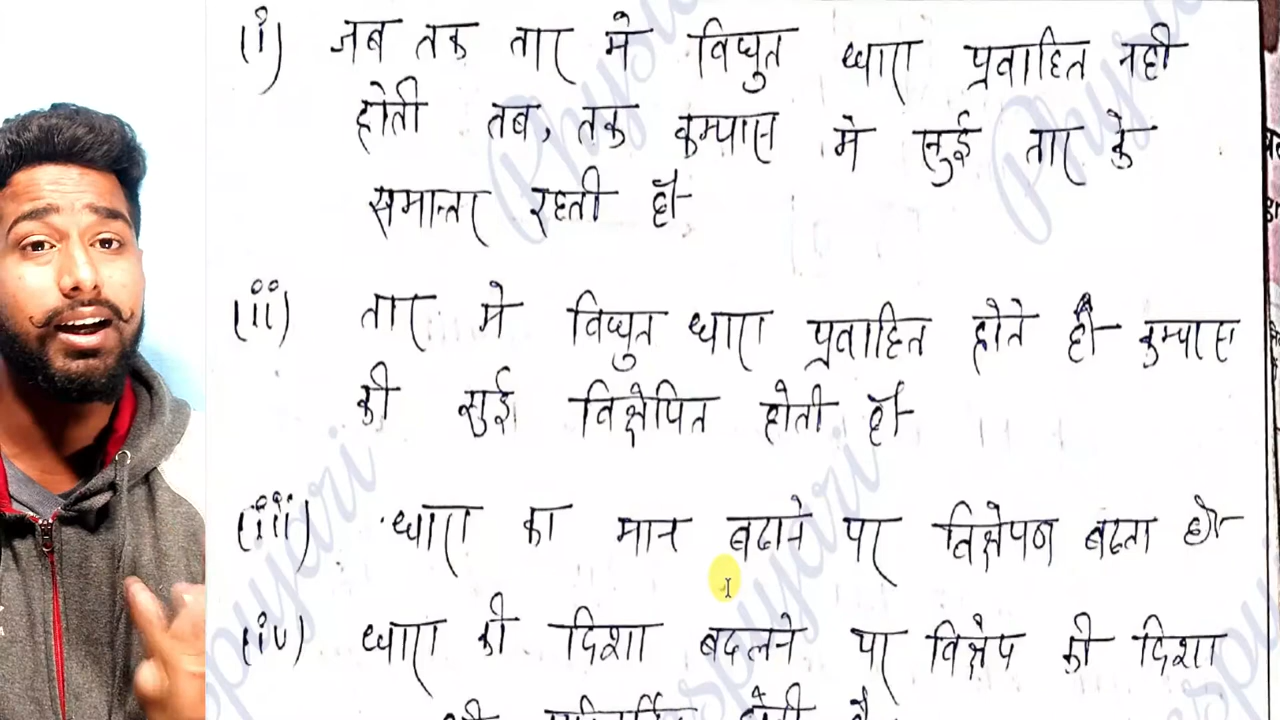 (i) जब तक तार मे विद्युत धारा प्रवाहित नही
होती तब, तक कम्पास मे सुई तार के
समान्तर रहती है-
(ii) तार मे विद्युत धारा प्रवाहित होते ही कम्पास
की सुई विक्षेपित होती है-
(iii) धारा का मान बढाने पर विक्षेपण बढता है-
(iv) धारा की दिशा बदलने पर विक्षेप की दिशा